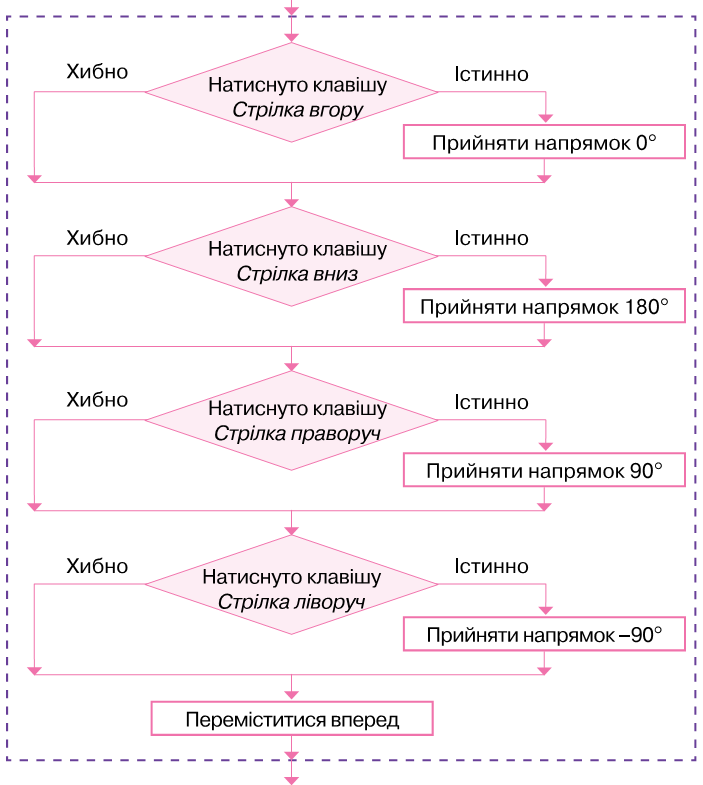 Хибно
Натиснуто клавішу
Стрілка вгору
Істинно
Прийняти напрямок 0°
Хибно
Натиснуто клавішу
Стрілка вниз
Істинно
Прийняти напрямок 180°
Хибно
Натиснуто клавішу
Стрілка праворуч
Істинно
Прийняти напрямок 90°
Хибно
Натиснуто клавішу
Стрілка ліворуч
Істинно
Прийняти напрямок –90°
Переміститися вперед